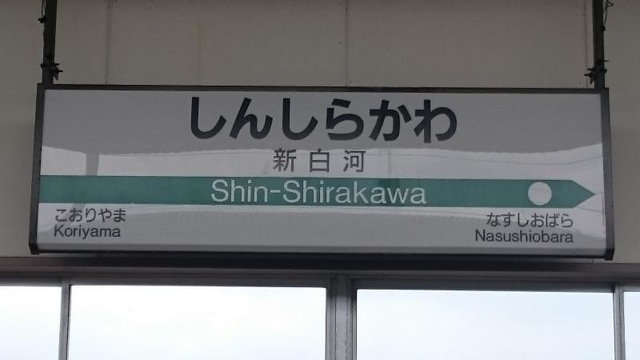 しんしらかわ
新白河
Shin-Shirakawa
こおりやま
Koriyama
なすしおばら
Nasushiobara